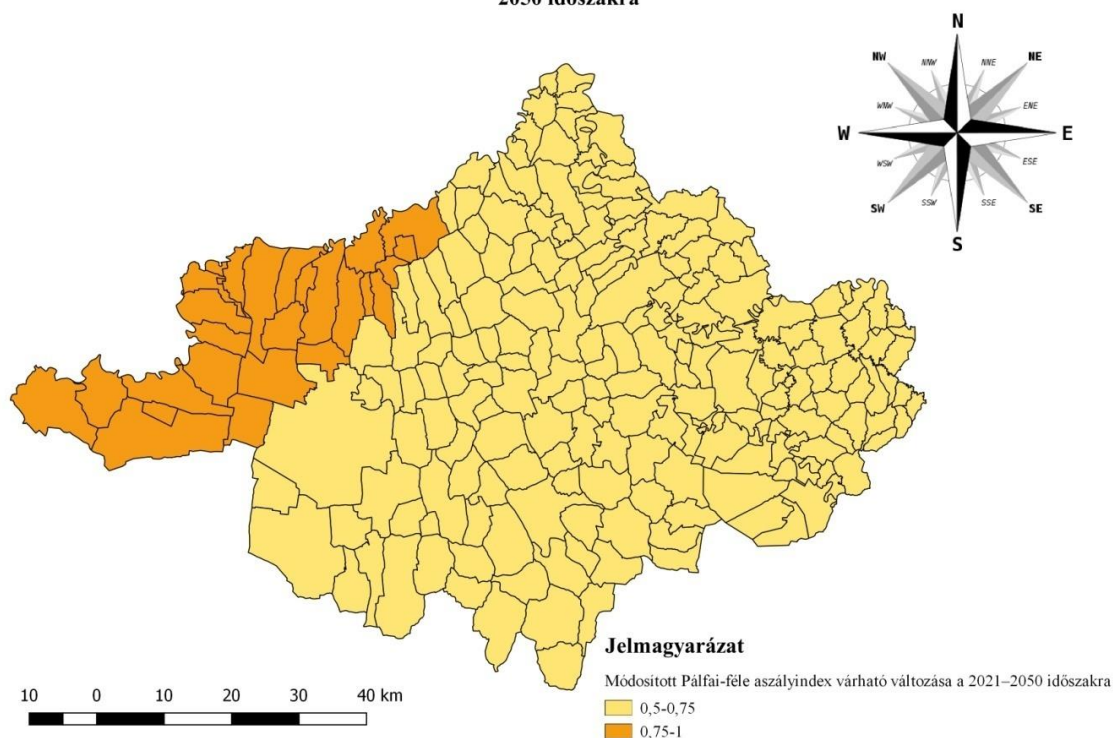 2050 időszakra
N
NNW
NNE
NW
NE
WNW
ENE
W
E
WSW
ESE
SW
SSW
SSE
SE
S
Jelmagyarázat
Módosított Pálfai-féle aszályindex várható változása a 2021–2050 időszakra
0,5-0,75
0,75-1
10 0 10 20 30 40 km